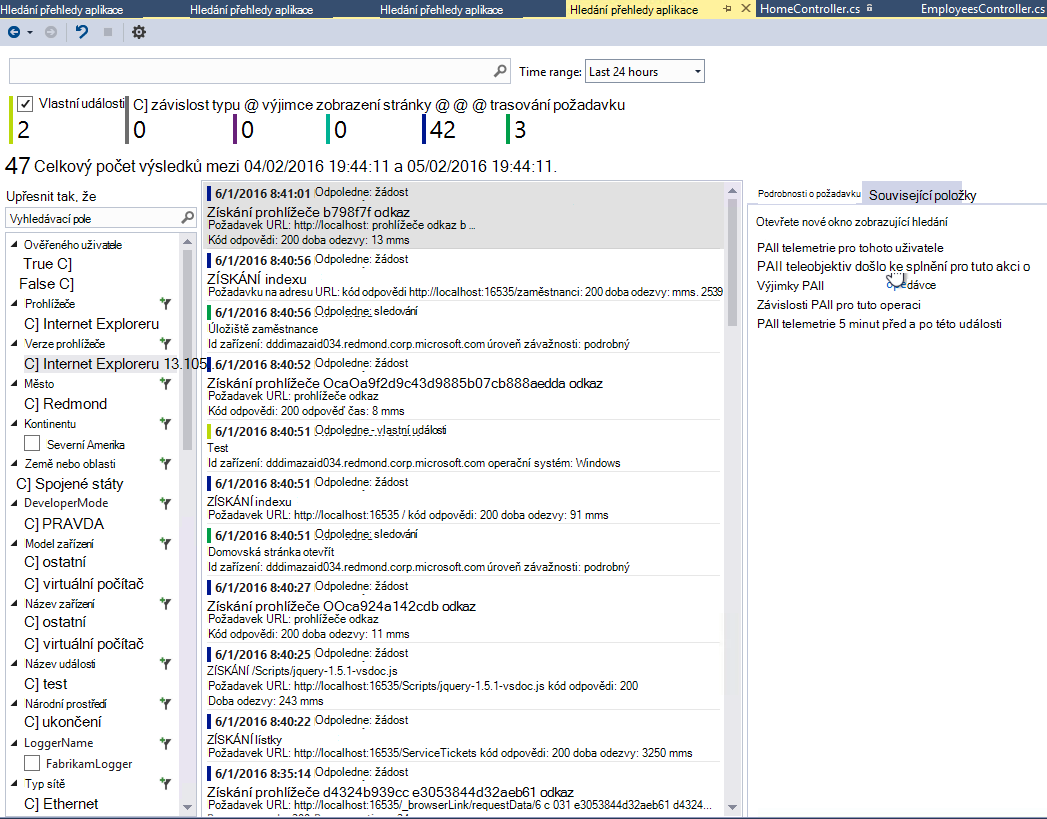 Hledání přehledy aplikace
Hledání přehledy aplikace
Hledání přehledy aplikace
Hledání přehledy aplikace
HomeController.cs
EmployeesController.cs
Time range: Last 24 hours
Vlastní události C] závislost typu @ výjimce zobrazení stránky @ @ @ trasování požadavku
2 0 0 0 42 3
47 Celkový počet výsledků mezi 04/02/2016 19:44:11 a 05/02/2016 19:44:11.
Upřesnit tak, že
Vyhledávací pole
Ověřeného uživatele
True C]
False C]
Prohlížeče
C] Internet Exploreru
Verze prohlížeče
C] Internet Exploreru 13.105
Město
C] Redmond
Kontinentu
Severní Amerika
Země nebo oblasti
C] Spojené státy
DeveloperMode
C] PRAVDA
Model zařízení
C] ostatní
C] virtuální počítač
Název zařízení
C] ostatní
C] virtuální počítač
Název události
C] test
Národní prostředí
C] ukončení
LoggerName
FabrikamLogger
Typ sítě
C] Ethernet
6/1/2016 8:41:01 Odpoledne: žádost
Získání prohlížeče b798f7f odkaz
Požadavek URL: http://localhost: prohlížeče odkaz b ...
Kód odpovědi: 200 doba odezvy: 13 mms
6/1/2016 8:40:56 Odpoledne: žádost
ZÍSKÁNÍ indexu
Požadavku na adresu URL: kód odpovědi http://localhost:16535/zaměstnanci: 200 doba odezvy: mms. 2539
6/1/2016 8:40:56 Odpoledne: sledování
Úložiště zaměstnance
Id zařízení: dddimazaid034.redmond.corp.microsoft.com úroveň závažnosti: podrobný
6/1/2016 8:40:52 Odpoledne: žádost
Získání prohlížeče OcaOa9f2d9c43d9885b07cb888aedda odkaz
Požadavek URL: prohlížeče odkaz
Kód odpovědi: 200 odpověď čas: 8 mms
6/1/2016 8:40:51 Odpoledne - vlastní události
Test
Id zařízení: dddimazaid034.redmond.corp.microsoft.com operační systém: Windows
6/1/2016 8:40:51 Odpoledne: žádost
ZÍSKÁNÍ indexu
Požadavek URL: http://localhost:16535 / kód odpovědi: 200 doba odezvy: 91 mms
6/1/2016 8:40:51 Odpoledne: sledování
Domovská stránka otevřít
Id zařízení: dddimazaid034.redmond.corp.microsoft.com úroveň závažnosti: podrobný
6/1/2016 8:40:27 Odpoledne: žádost
Získání prohlížeče OOca924a142cdb odkaz
Požadavek URL: prohlížeče odkaz
Kód odpovědi: 200 doba odezvy: 11 mms
6/1/2016 8:40:25 Odpoledne: žádost
ZÍSKÁNÍ /Scripts/jquery-1.5.1-vsdoc.js
Požadavek URL: http://localhost:16535/Scripts/jquery-1.5.1-vsdoc.js kód odpovědi: 200
Doba odezvy: 243 mms
6/1/2016 8:40:22 Odpoledne: žádost
ZÍSKÁNÍ lístky
Požadavek URL: http://localhost:16535/ServiceTickets kód odpovědi: 200 doba odezvy: 3250 mms
6/1/2016 8:35:14 Odpoledne: žádost
Získání prohlížeče d4324b939cc e3053844d32aeb61 odkaz
Požadavek URL: http://localhost:16535/_browserLink/requestData/6 c 031 e3053844d32aeb61 d4324...
Podrobnosti o požadavku
Související položky
Otevřete nové okno zobrazující hledání
PAII telemetrie pro tohoto uživatele
PAII teleobjektiv došlo ke splnění pro tuto akci o
Výjimky PAII
Závislosti PAII pro tuto operaci
PAII telemetrie 5 minut před a po této události